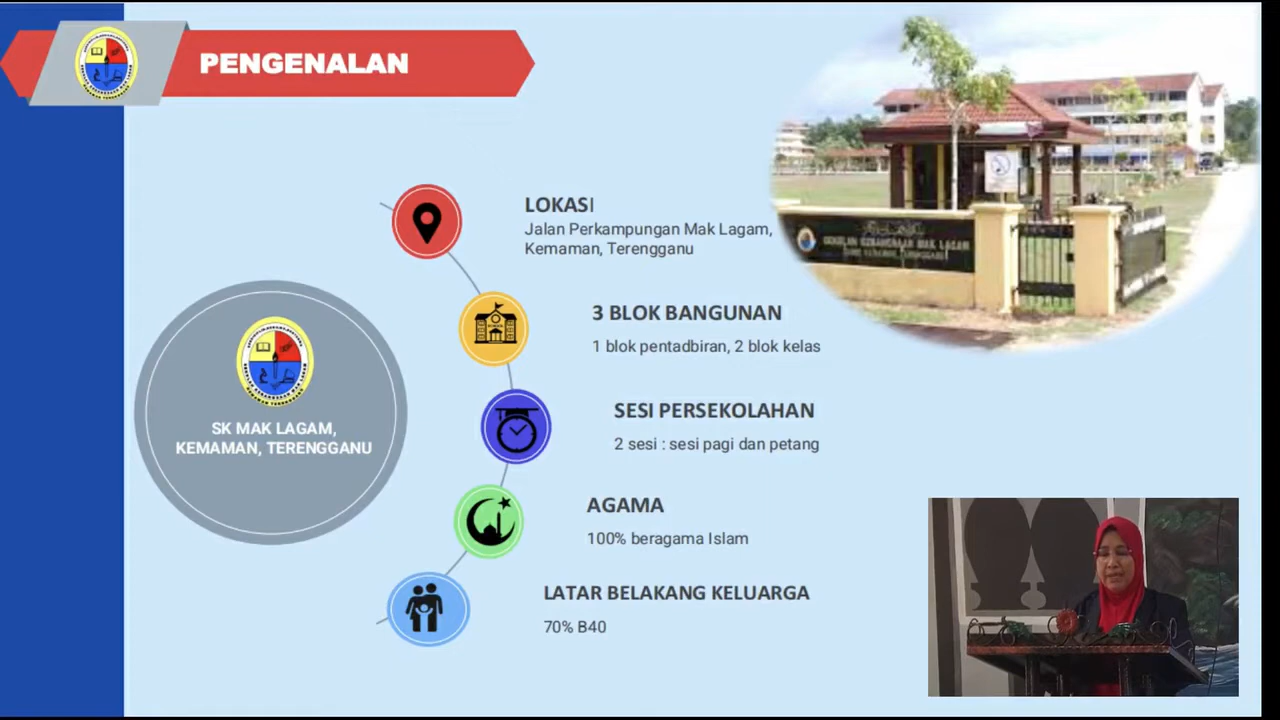 PENGENALAN
LOKASI
Jalan Perkampungan Mak Lagam,
Kemaman, Terengganu
3 BLOK BANGUNAN
1 blok pentadbiran, 2 blok kelas
SK MAK LAGAM,
KEMAMAN, TERENGGANU
SESI PERSEKOLAHAN
2 sesi : sesi pagi dan petang
AGAMA
100% beragama Islam
LATAR BELAKANG KELUARGA
70% B40
SEKOLAH KEBANGSAAN MAK LAGAM